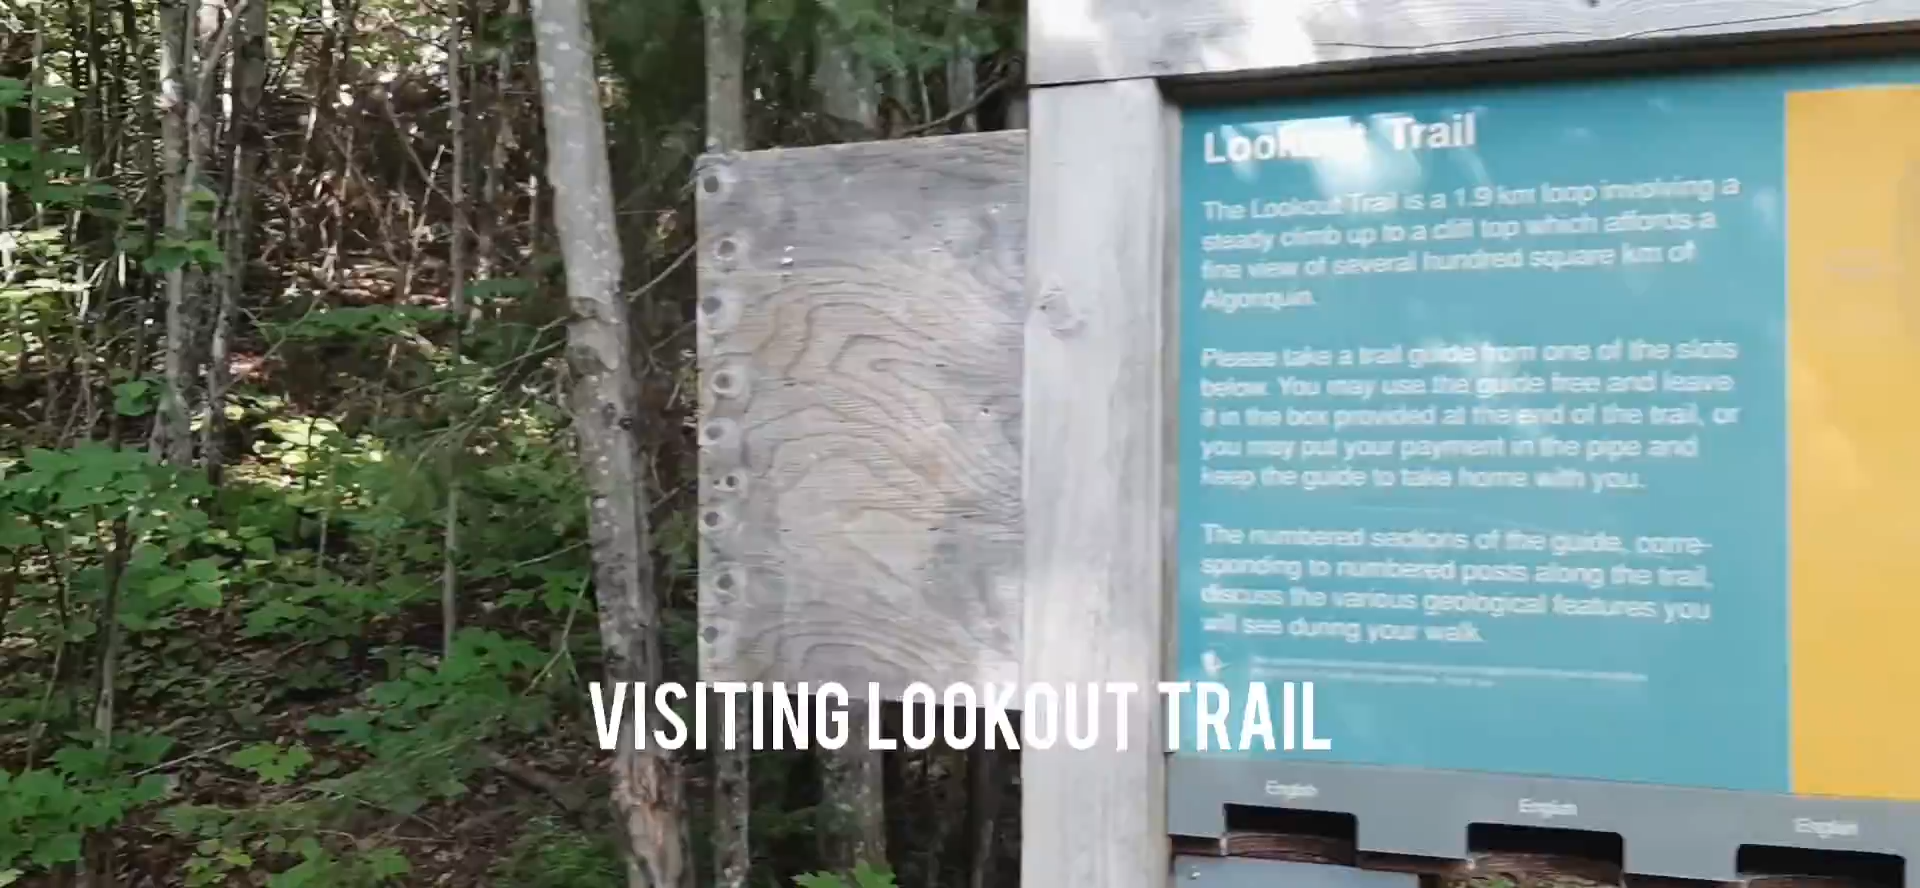 Lookout Trail
The Lookout Trail is a 1.9 km loop involving a
steady climb up to a cliff top which affords a
fine view of several hundred square km of
Algonquin.
Please take a trail guide from one of the slots
below. You may use the guide free and leave
it in the box provided at the end of the trail, or
you may put your payment in the pipe and
keep the guide to take home with you.
The numbered sections of the guide, corre-
sponding to numbered posts along the trail,
discuss the various geological features you
will see during your walk.
VISITING LOOKOUT TRAIL
English
English
English